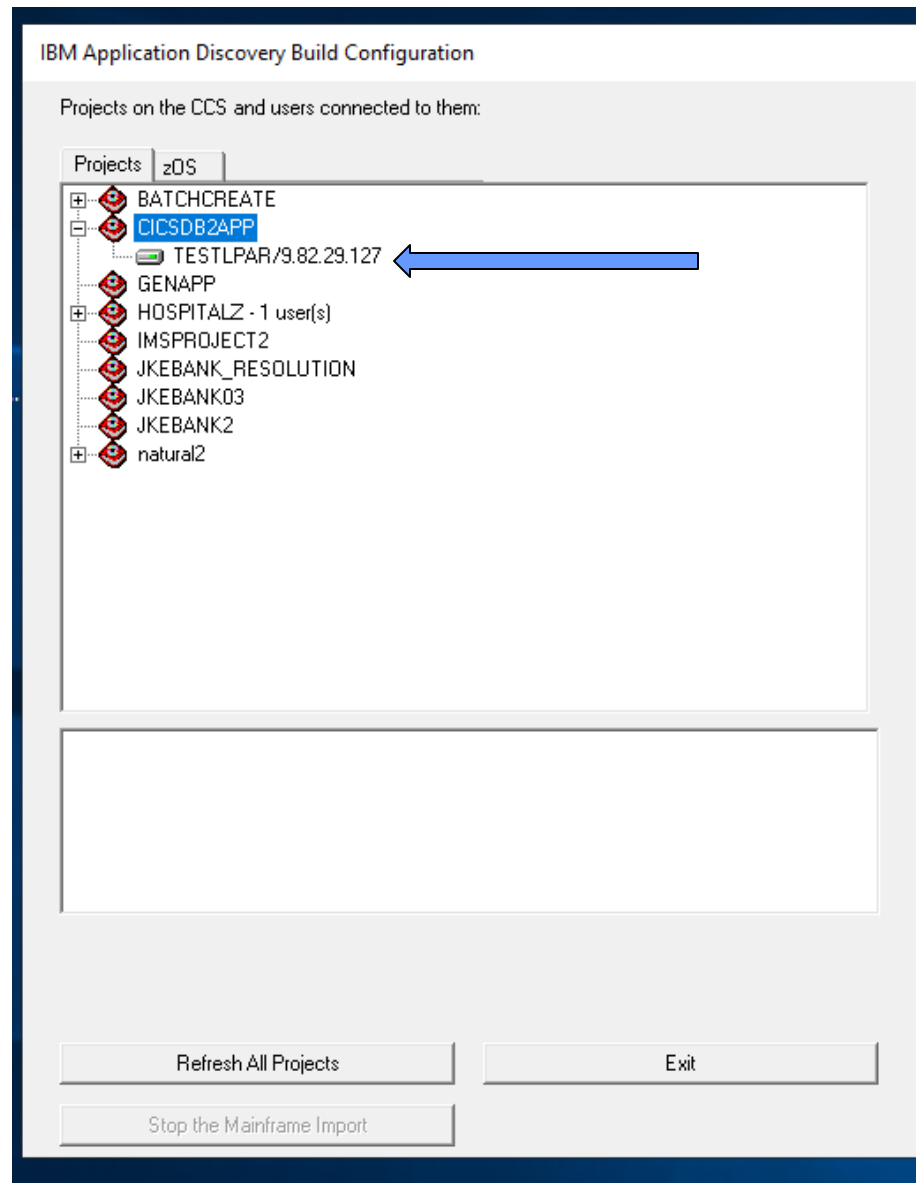 IBM Application Discovery Build Configuration
Projects on the CCS and users connected to them:
Projects
zOS
BATCHCREATE
CICSDB2APP
TESTLPAR/9.82.29.127
GENAPP
HOSPITALZ - 1 user(s)
IMSPROJECT2
JKEBANK_RESOLUTION
JKEBANK03
JKEBANK2
natural2
Refresh All Projects
Exit
Stop the Mainframe Import